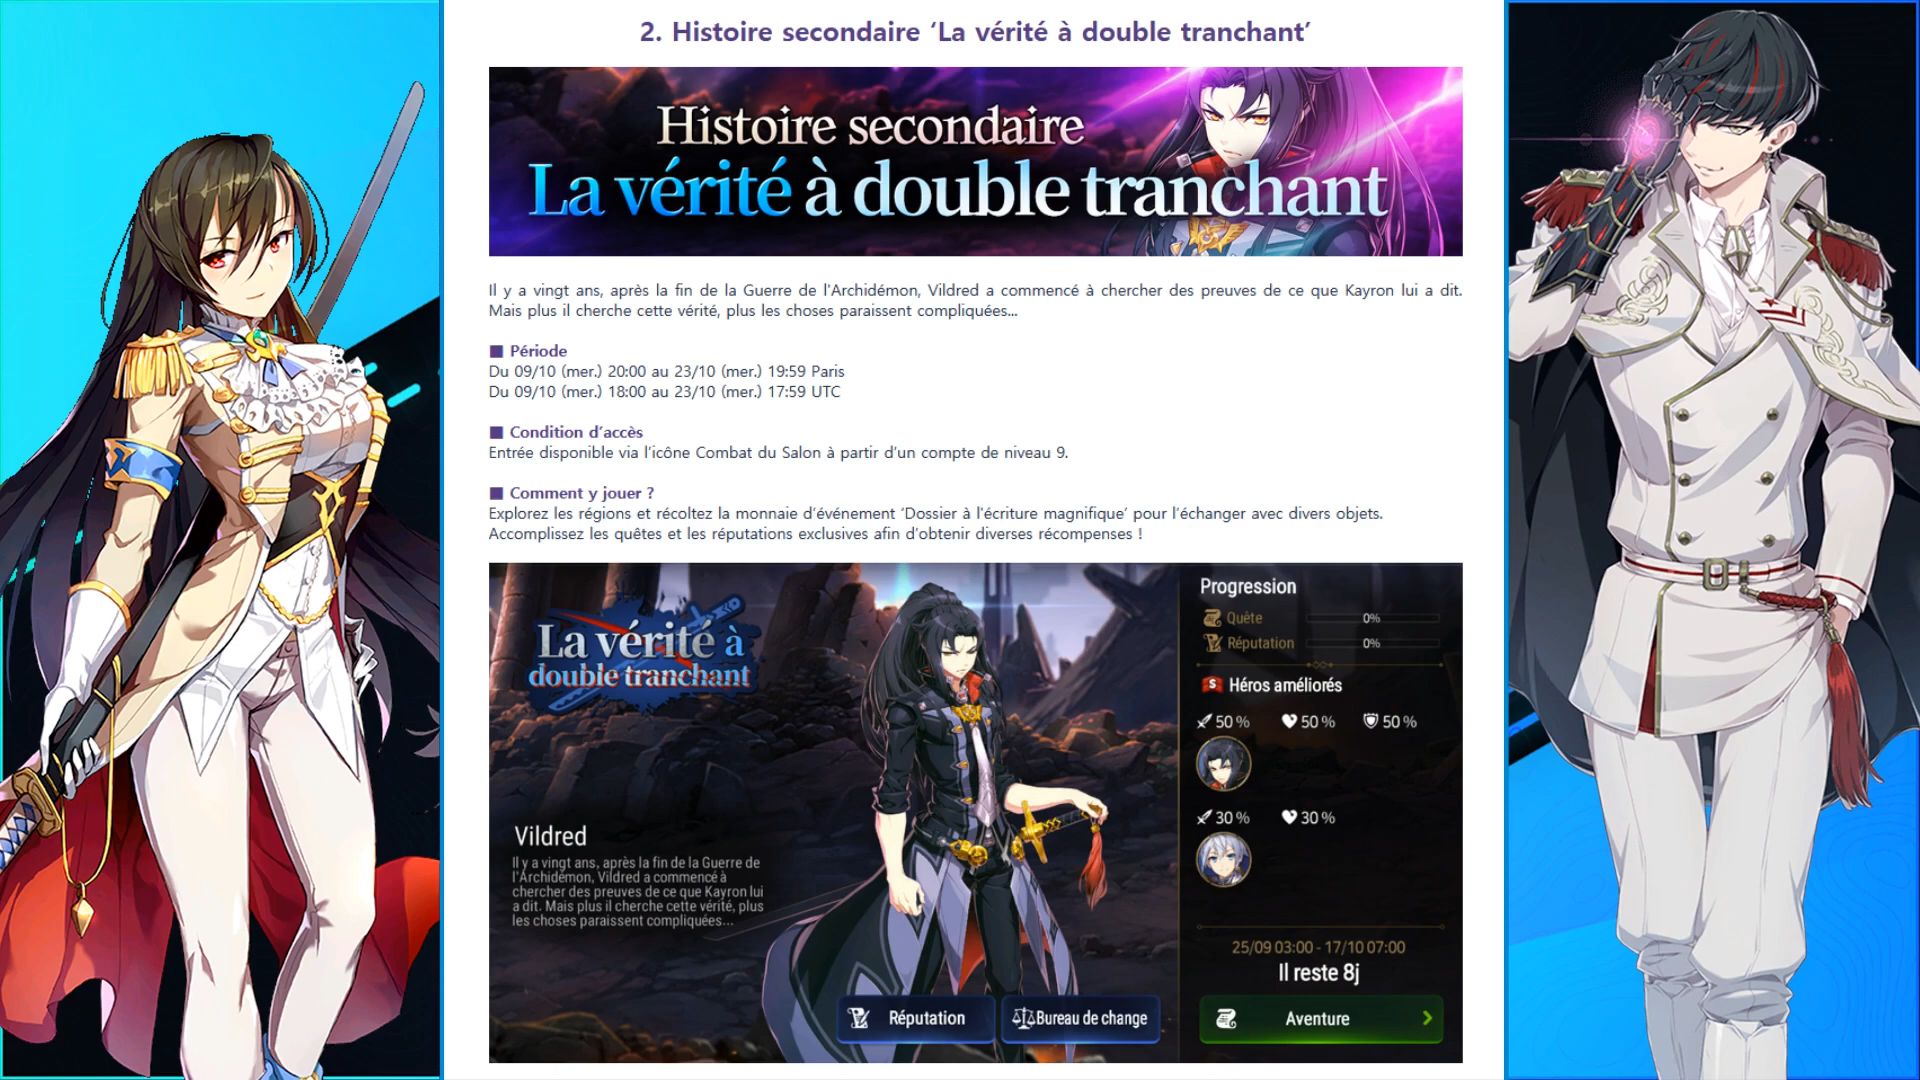 2. Histoire secondaire ‘La vérité à double tranchant’
Histoire secondaire
La vérité à double tranchant
Il y a vingt ans, après la fin de la Guerre de l'Archidémon, Vildred a commencé à chercher des preuves de ce que Kayron lui a dit.
Mais plus il cherche cette vérité, plus les choses paraissent compliquées...
■ Période
Du 09/10 (mer.) 20:00 au 23/10 (mer.) 19:59 Paris
Du 09/10 (mer.) 18:00 au 23/10 (mer.) 17:59 UTC
■ Condition d’accès
Entrée disponible via l’icône Combat du Salon à partir d’un compte de niveau 9.
■ Comment y jouer ?
Explorez les régions et récoltez la monnaie d’événement ‘Dossier à l'écriture magnifique’ pour l’échanger avec divers objets.
Accomplissez les quêtes et les réputations exclusives afin d’obtenir diverses récompenses !
La vérité à
double tranchant
Vildred
Il y a vingt ans, après la fin de la Guerre de
l'Archidémon, Vildred a commencé à
chercher des preuves de ce que Kayron lui
a dit. Mais plus il cherche cette vérité, plus
les choses paraissent compliquées...
Réputation
Bureau de change
Progression
Quête 0%
Réputation 0%
S Héros améliorés
50 % 50 % 50 %
30 % 30 %
25/09 03:00 - 17/10 07:00
Il reste 8j
Aventure